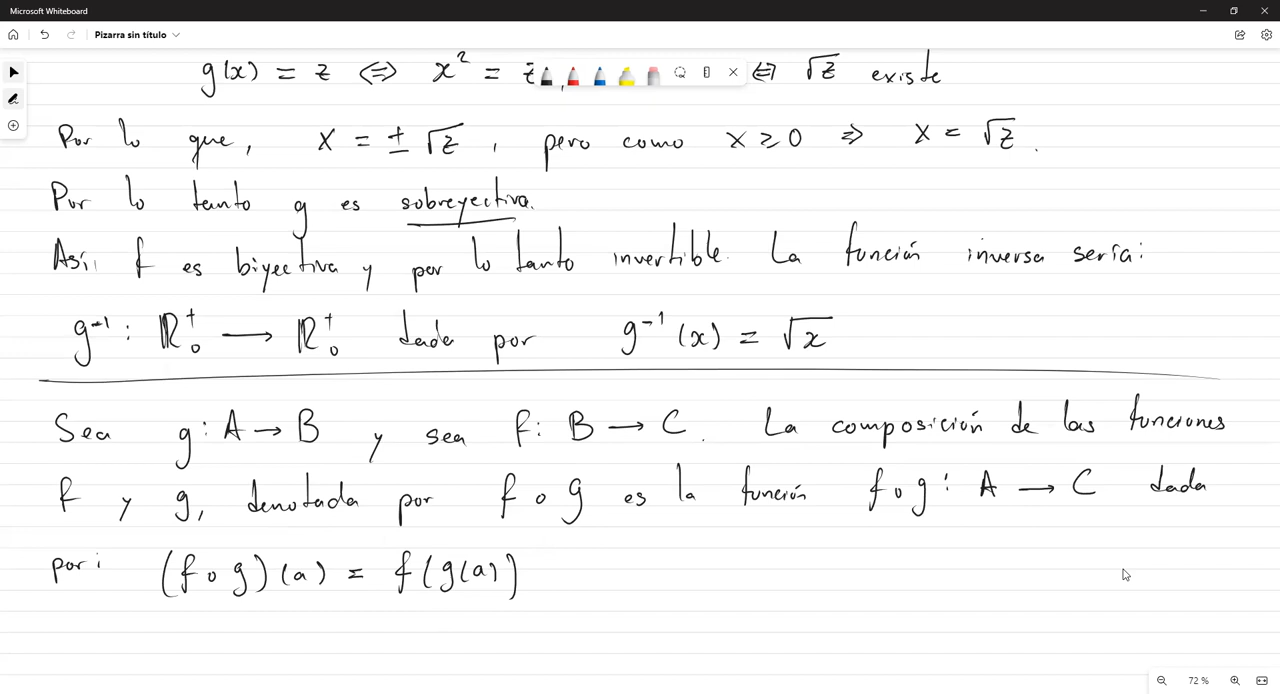 Microsoft Whiteboard
Pizarra sin título
g(x) = z ⇔ x² = z, ⇔ √z existe
Por lo que, x = ± √z , pero como x ≥ 0 ⇒ x = √z.
Por lo tanto g es sobreyectiva.
Así, f es biyectiva y por lo tanto invertible. La función inversa sería:
g⁻¹ : ℝ₀⁺ ⟶ ℝ₀⁺ dada por g⁻¹(x) = √x
Sea g : A → B y sea f : B → C. La composición de las funciones
f y g, denotada por f o g es la función f o g : A → C dada
por: (f o g)(a) = f(g(a))
72 %